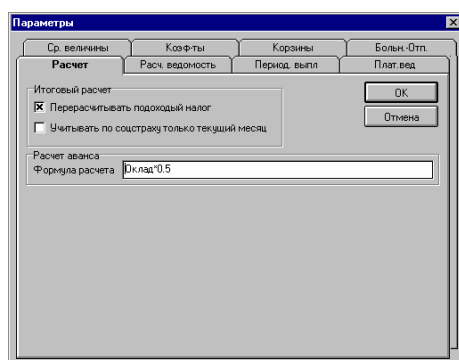 Параметры
Ср. величины Коэф-ты Корзины Больн.-Отп.
Расчет Расч. ведомость Период. выпл Плат.вед
Итоговый расчет
Перерасчитывать подоходый налог
Учитывать по соцстраху только текущий месяц
OK
Отмена
Расчет аванса
Формула расчета Оклад*0.5